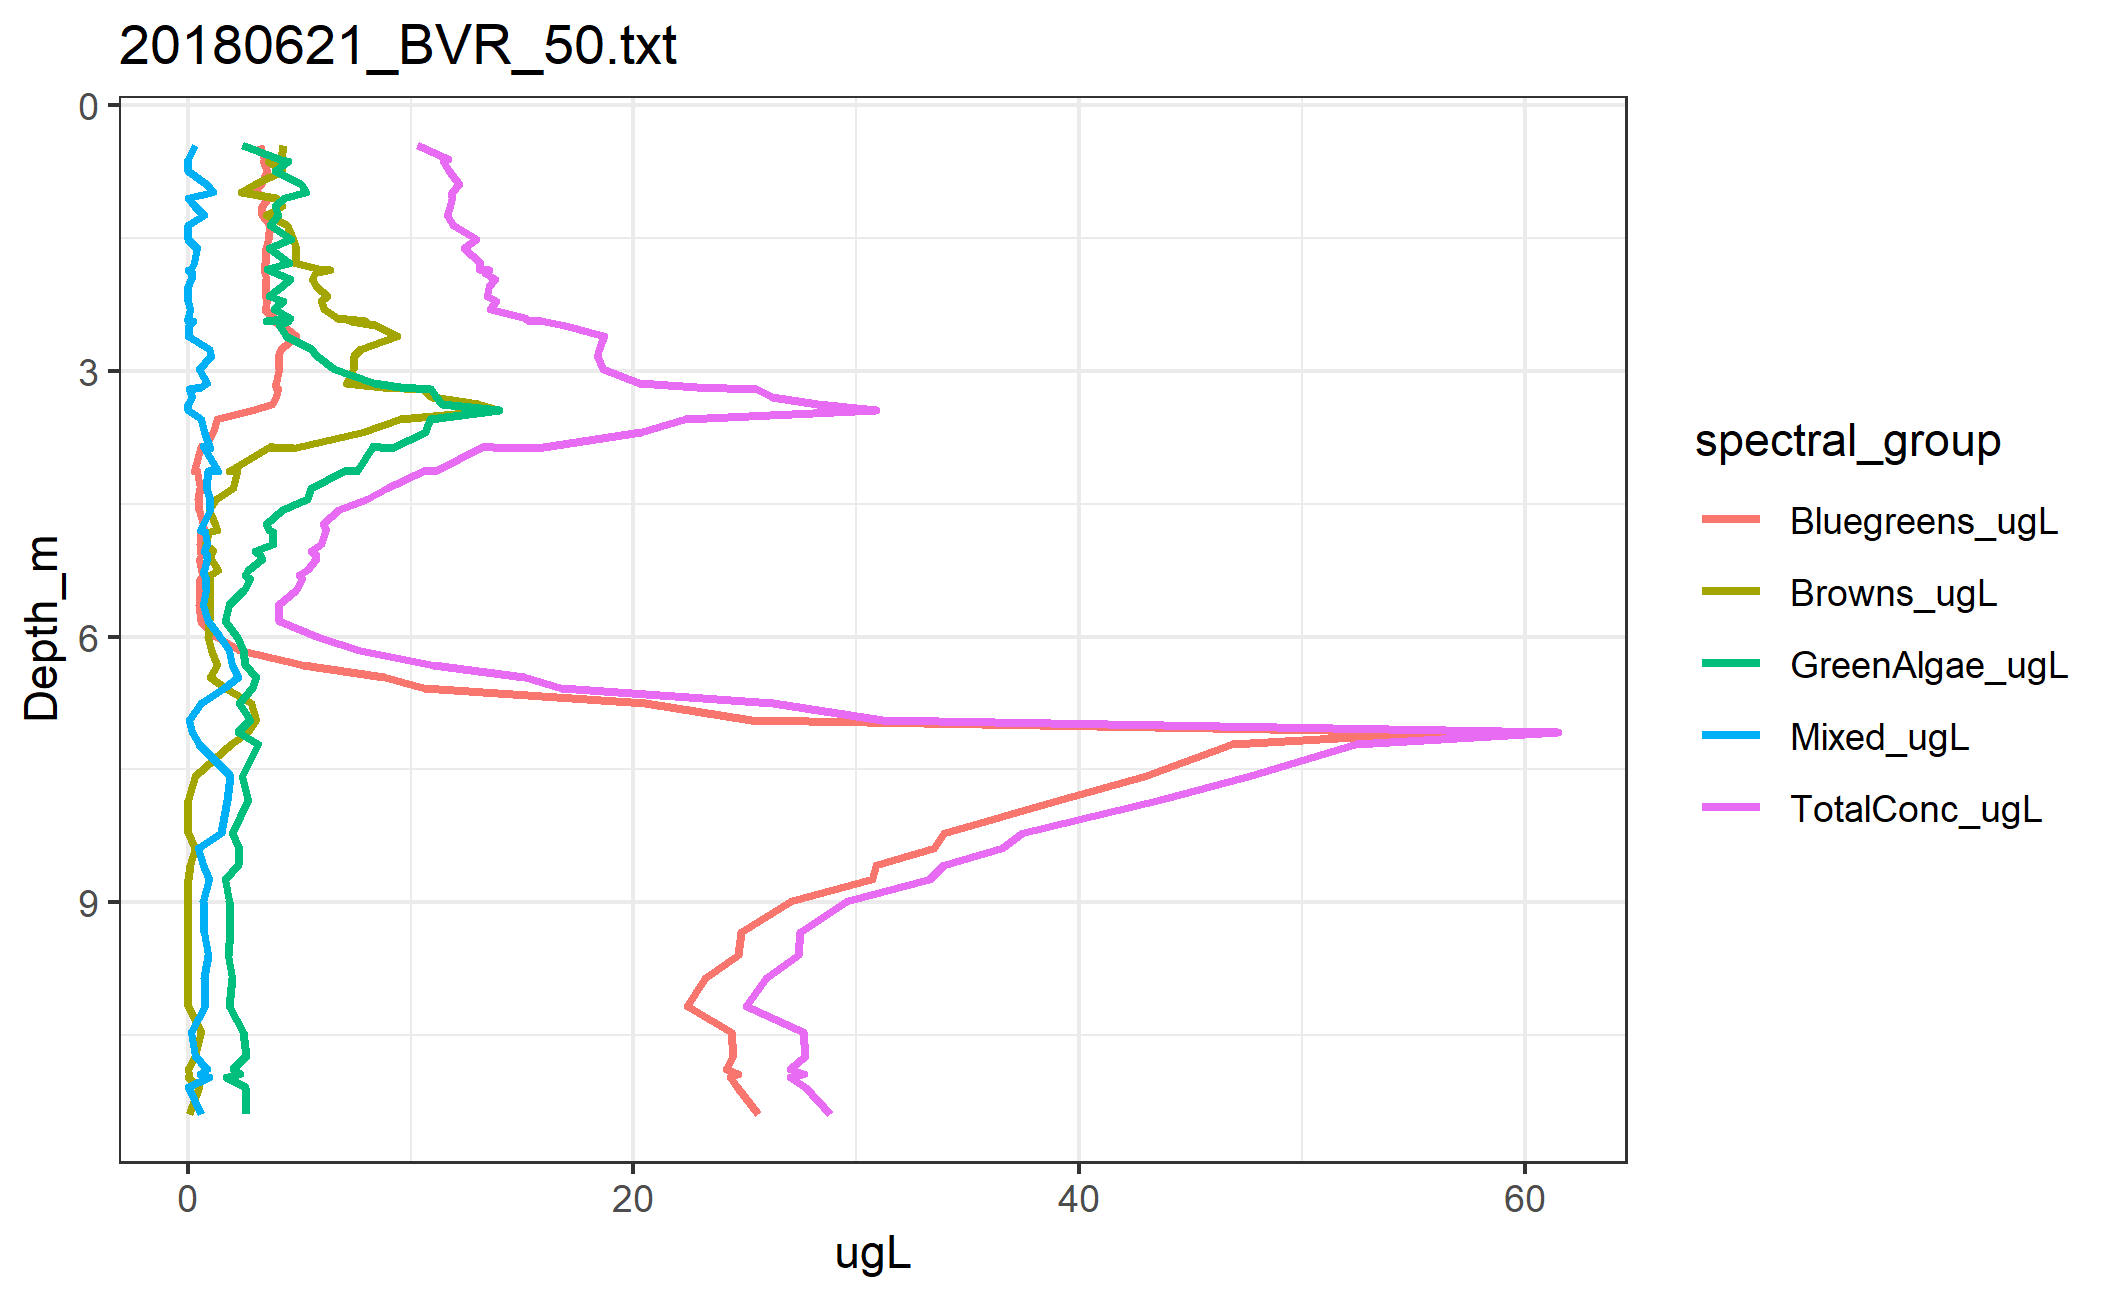 20180621_BVR_50.txt
0
3
6
9
Depth_m
0
20
40
60
ugL
spectral_group
Bluegreens_ugL
Browns_ugL
GreenAlgae_ugL
Mixed_ugL
TotalConc_ugL